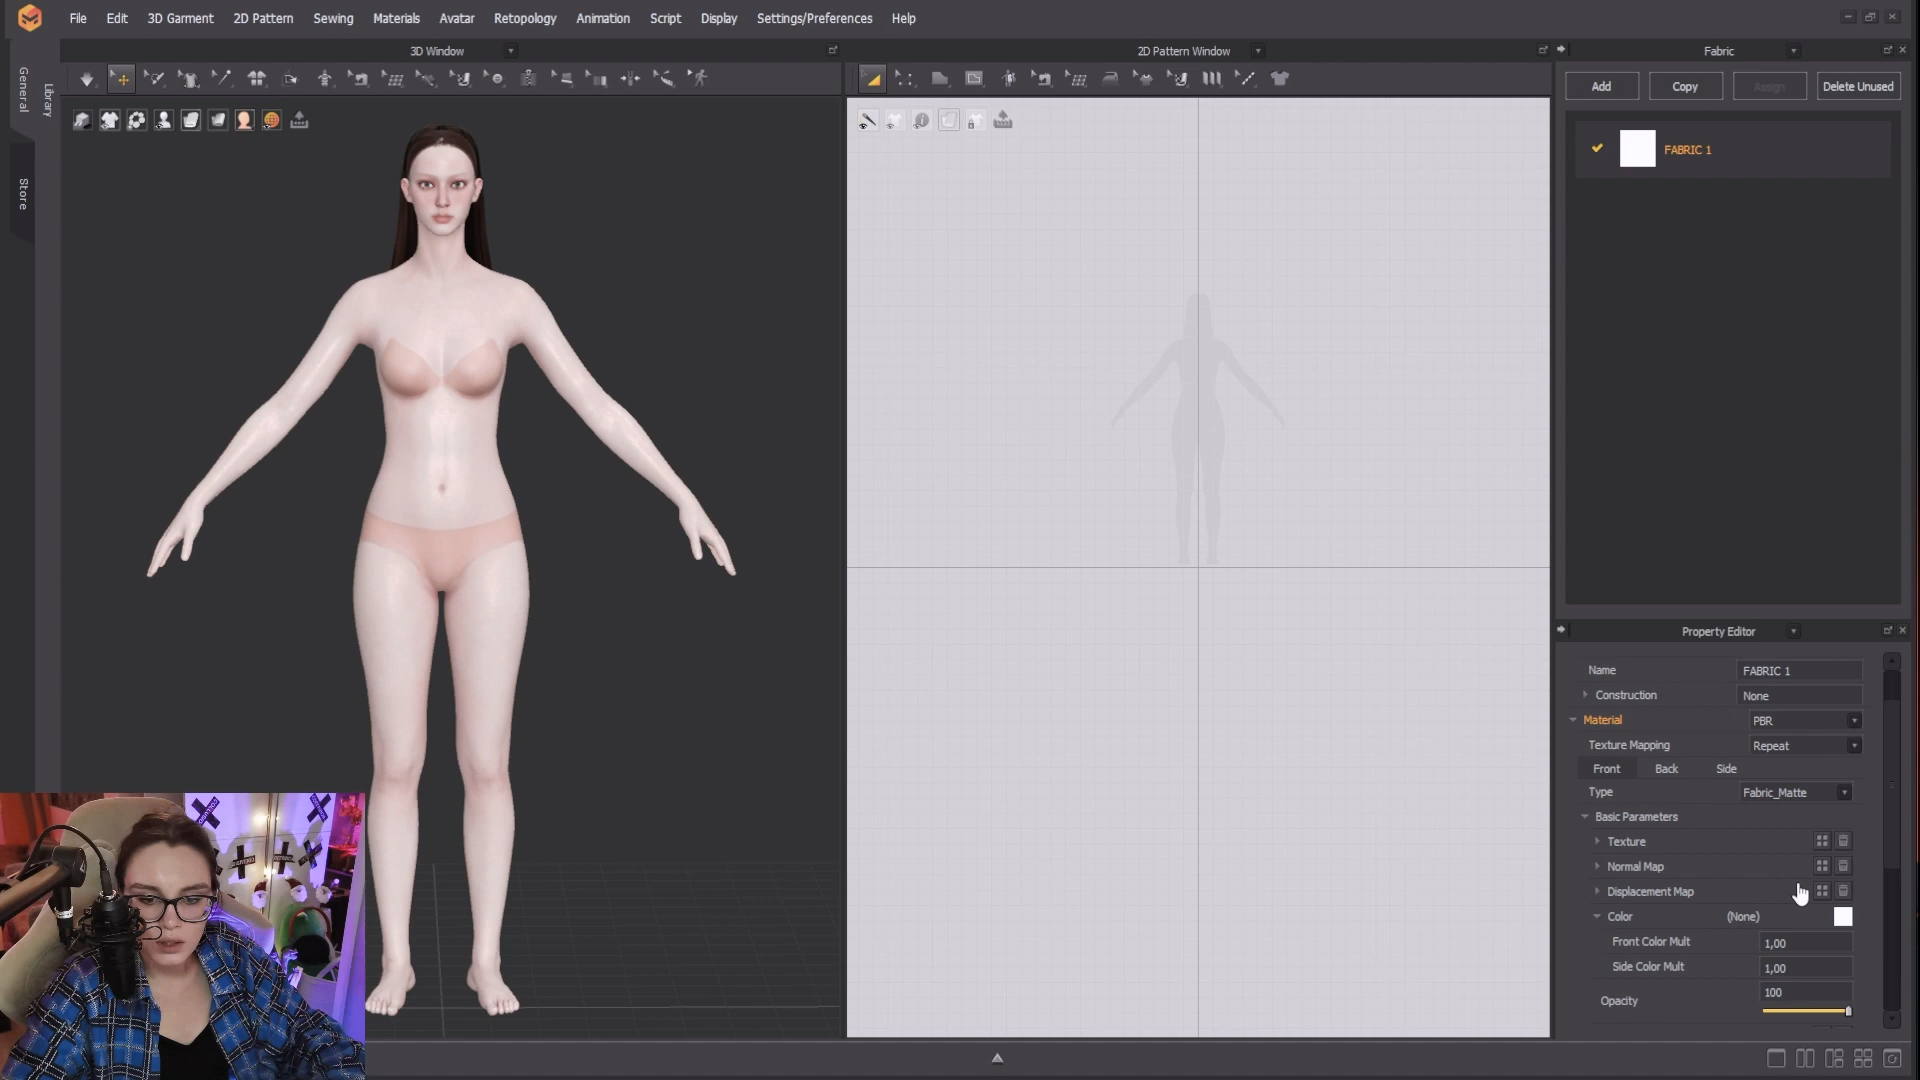 File Edit 3D Garment 2D Pattern Sewing Materials Avatar Retopology Animation Script Display Settings/Preferences Help
3D Window
2D Pattern Window
Fabric
General
Library
Store
Add Copy Assign Delete Unused
FABRIC 1
Property Editor
Name FABRIC 1
Construction None
Material PBR
Texture Mapping Repeat
Front Back Side
Type Fabric_Matte
Basic Parameters
Texture
Normal Map
Displacement Map
Color (None)
Front Color Mult 1,00
Side Color Mult 1,00
Opacity 100